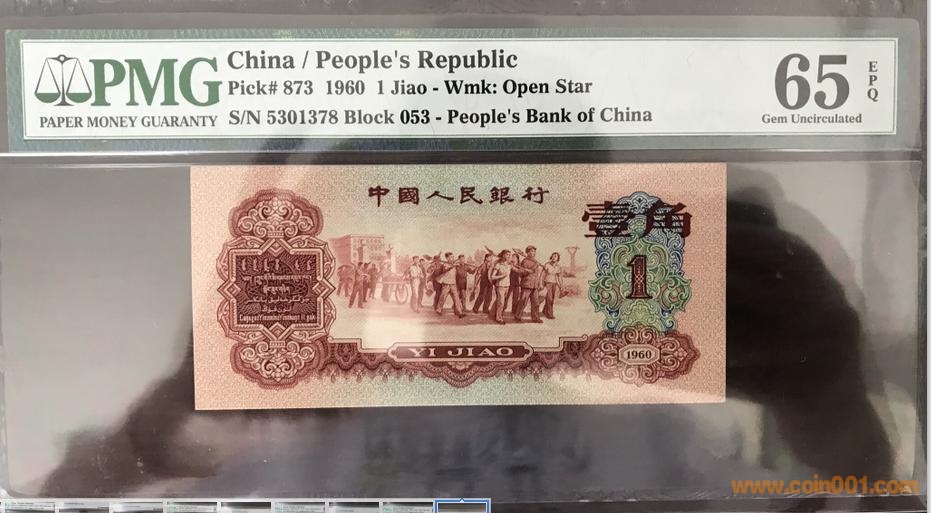 PMG
PAPER MONEY GUARANTY
China / People's Republic
Pick# 873 1960 1 Jiao - Wmk: Open Star
S/N 5301378 Block 053 - People's Bank of China
65
EPQ
Gem Uncirculated
中國人民銀行
壹角
1
YI JIAO
1960
www.coin001.com